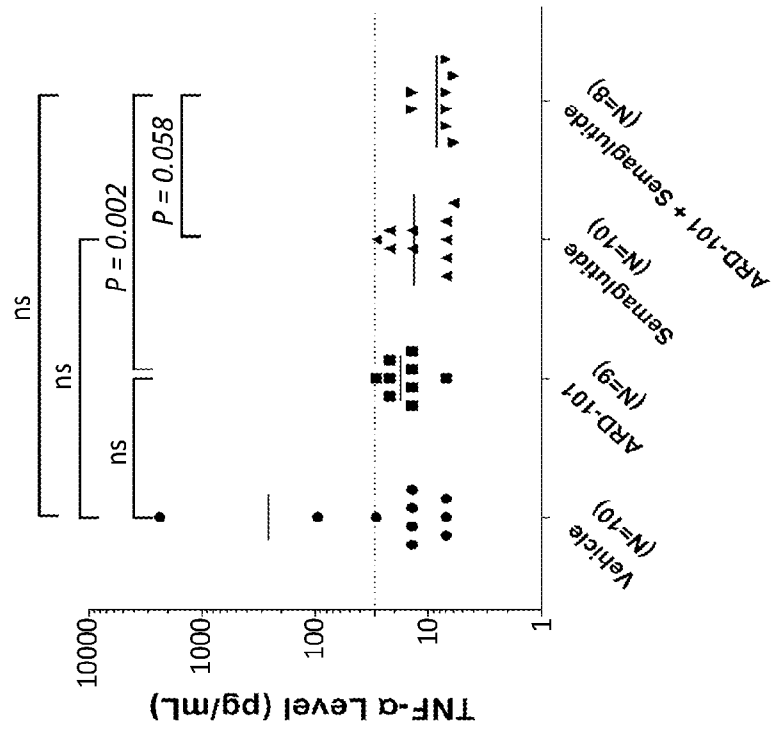 ns
ns
P = 0.002
ns
P = 0.058
TNF-α Level (pg/mL)
10000
1000
100
10
1
Vehicle
(N=10)
ARD-101
(N=9)
Semaglutide
(N=10)
ARD-101 + Semaglutide
(N=8)